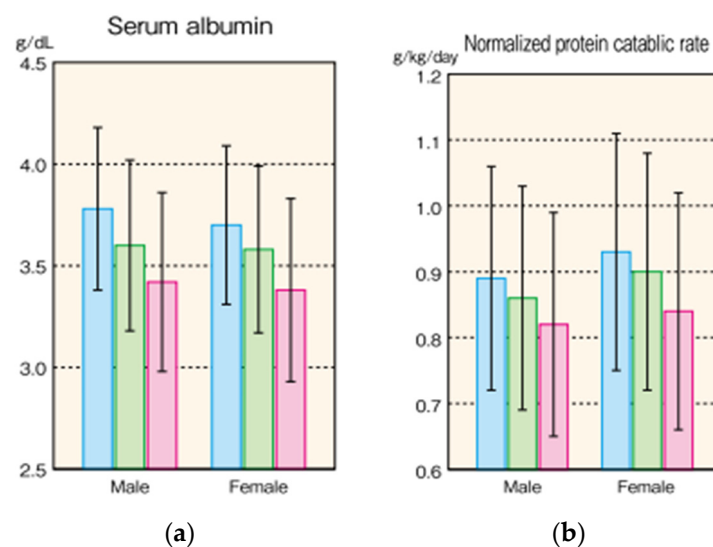 Serum albumin
g/dL
4.5
4.0
3.5
3.0
2.5
Male Female
(a)
Normalized protein catablic rate
g/kg/day
1.2
1.1
1.0
0.9
0.8
0.7
0.6
Male Female
(b)